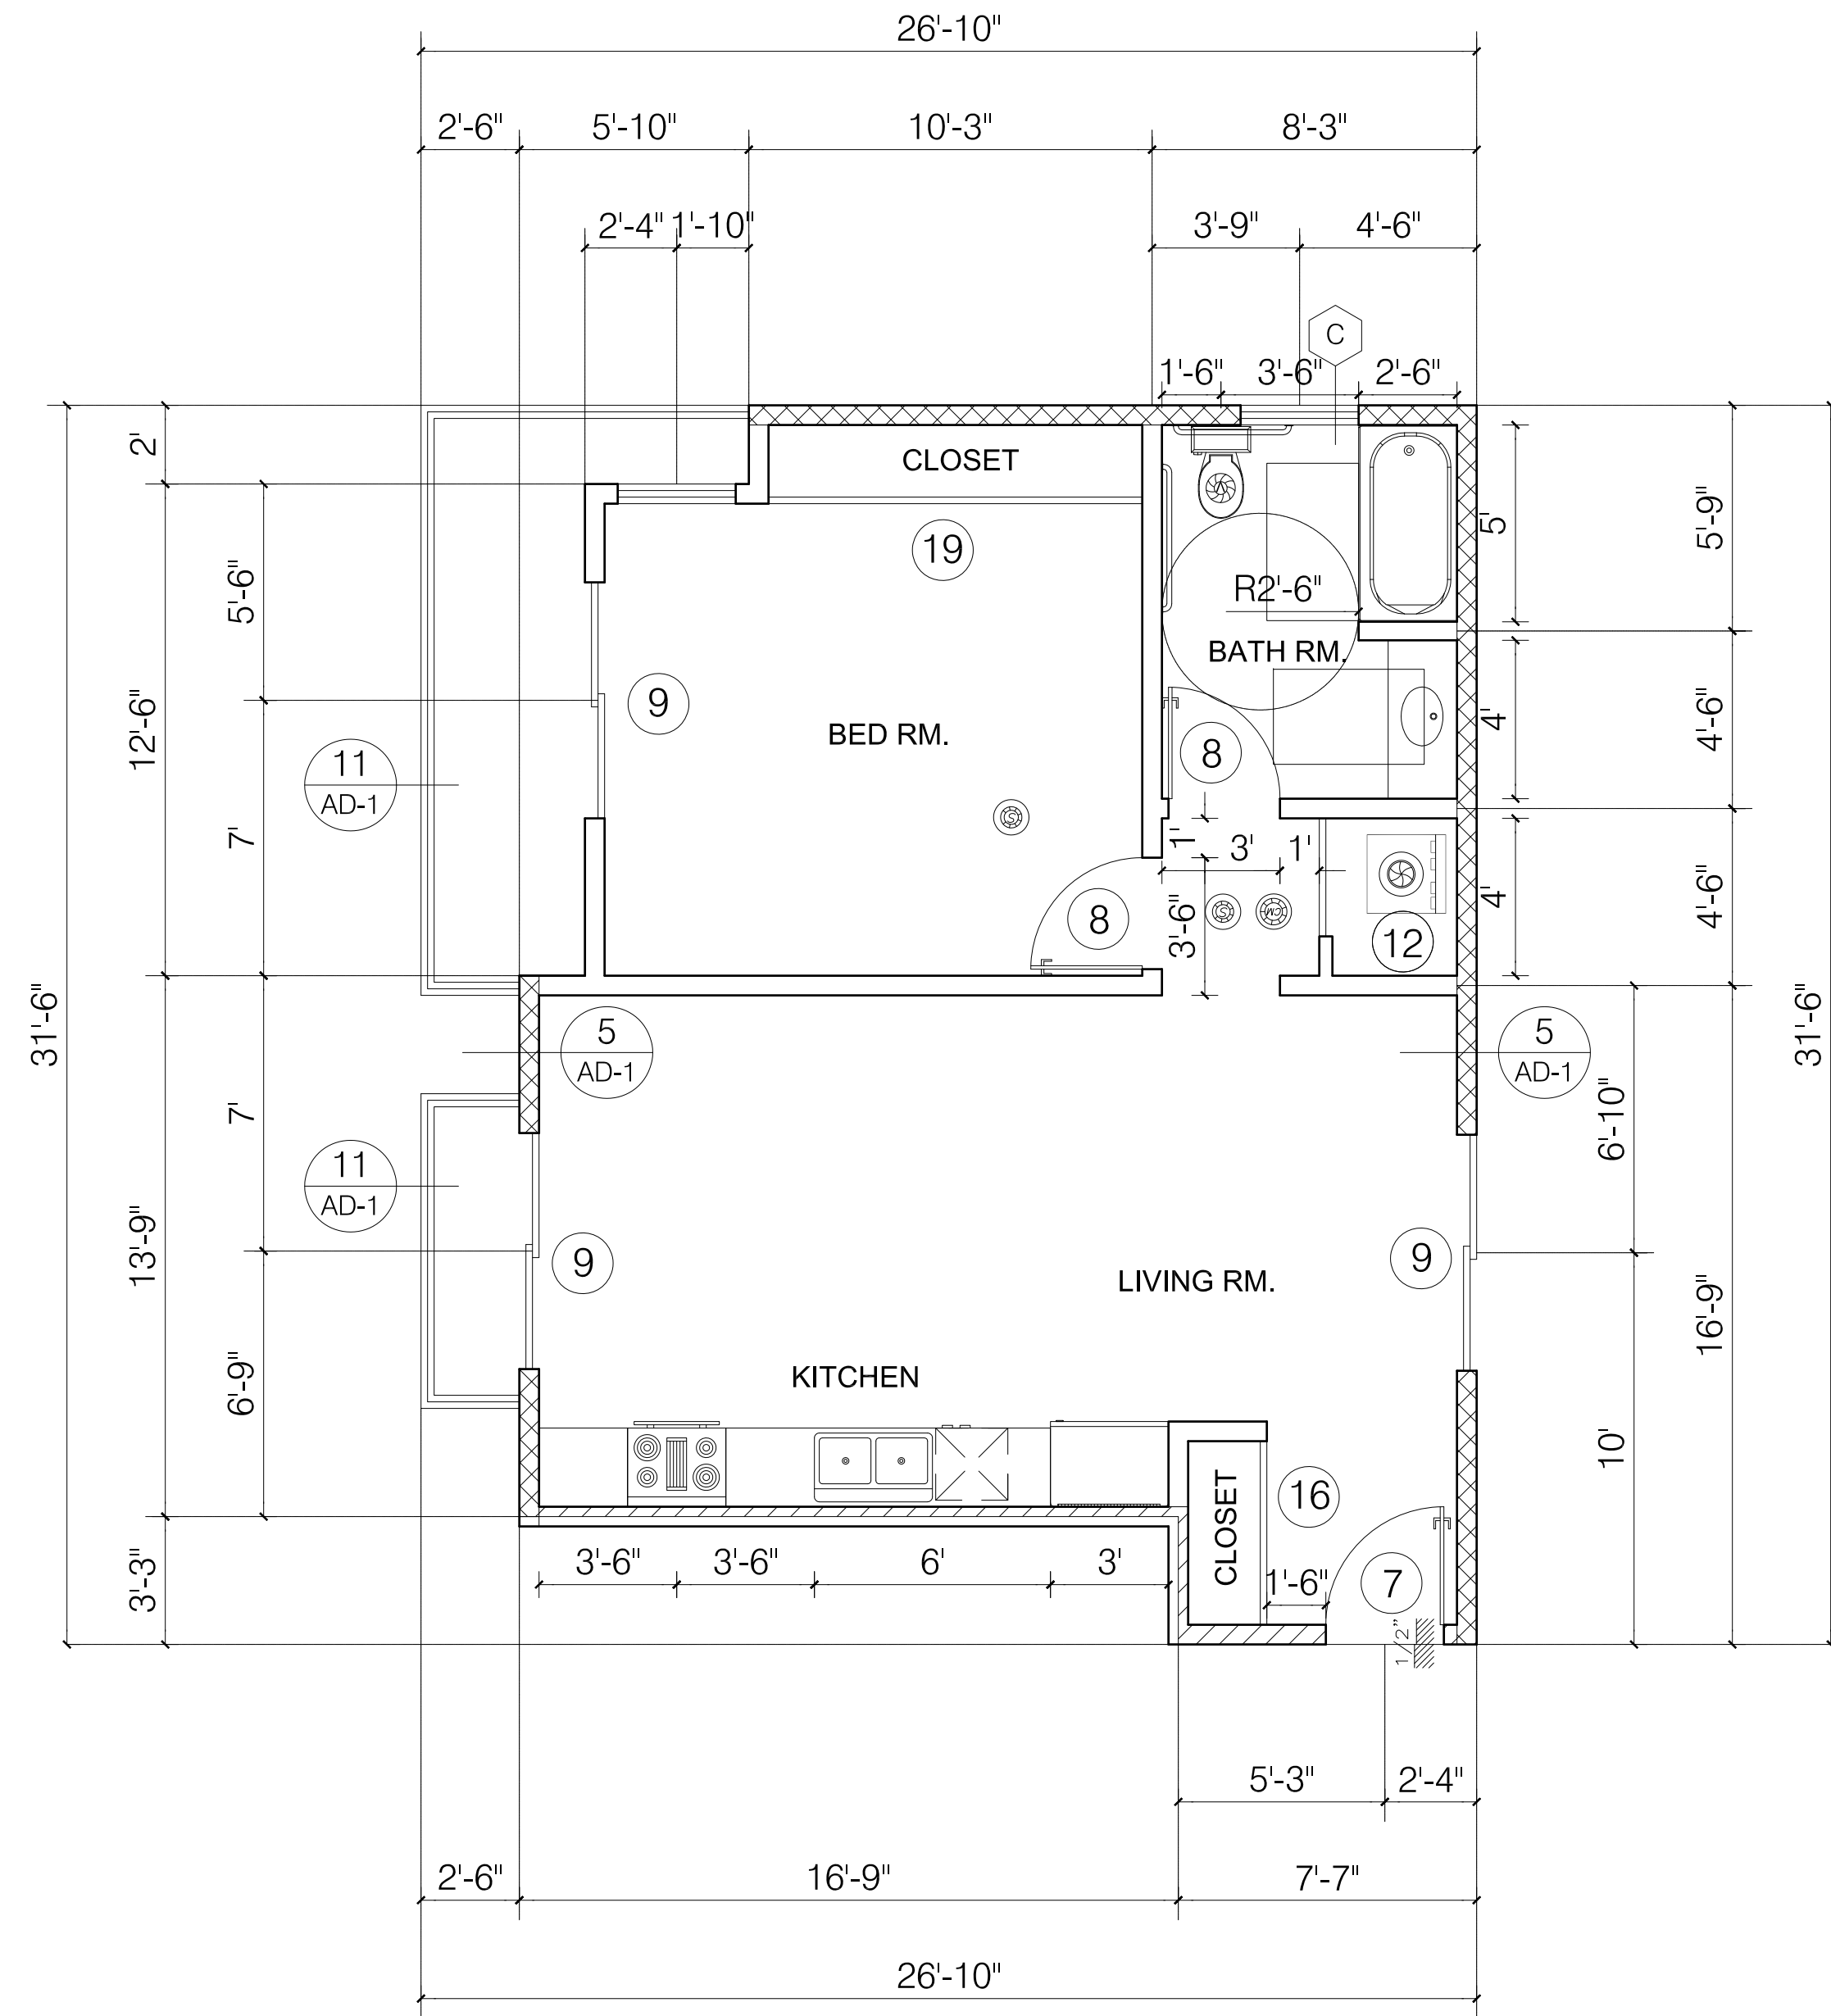 26'-10"
2'-6" 5'-10" 10'-3" 8'-3"
2'-4" 1'-10" 3'-9" 4'-6"
C
1'-6" 3'-6" 2'-6"
2'
CLOSET
19
5'
5'-9"
5'-6"
R2'-6"
BATH RM.
9
BED RM.
12'-6"
8
4'
4'-6"
11
AD-1
S
7'
1'
3' 1'
8
3'-6"
S
CM
12
4'
4'-6"
31'-6"
5
AD-1
5
AD-1
31'-6"
7'
6'-10"
11
AD-1
13'-9"
9
LIVING RM.
9
16'-9"
KITCHEN
6'-9"
10'
CLOSET
16
3'-3"
3'-6" 3'-6" 6' 3'
1'-6"
7
1/2"
5'-3" 2'-4"
2'-6" 16'-9" 7'-7"
26'-10"